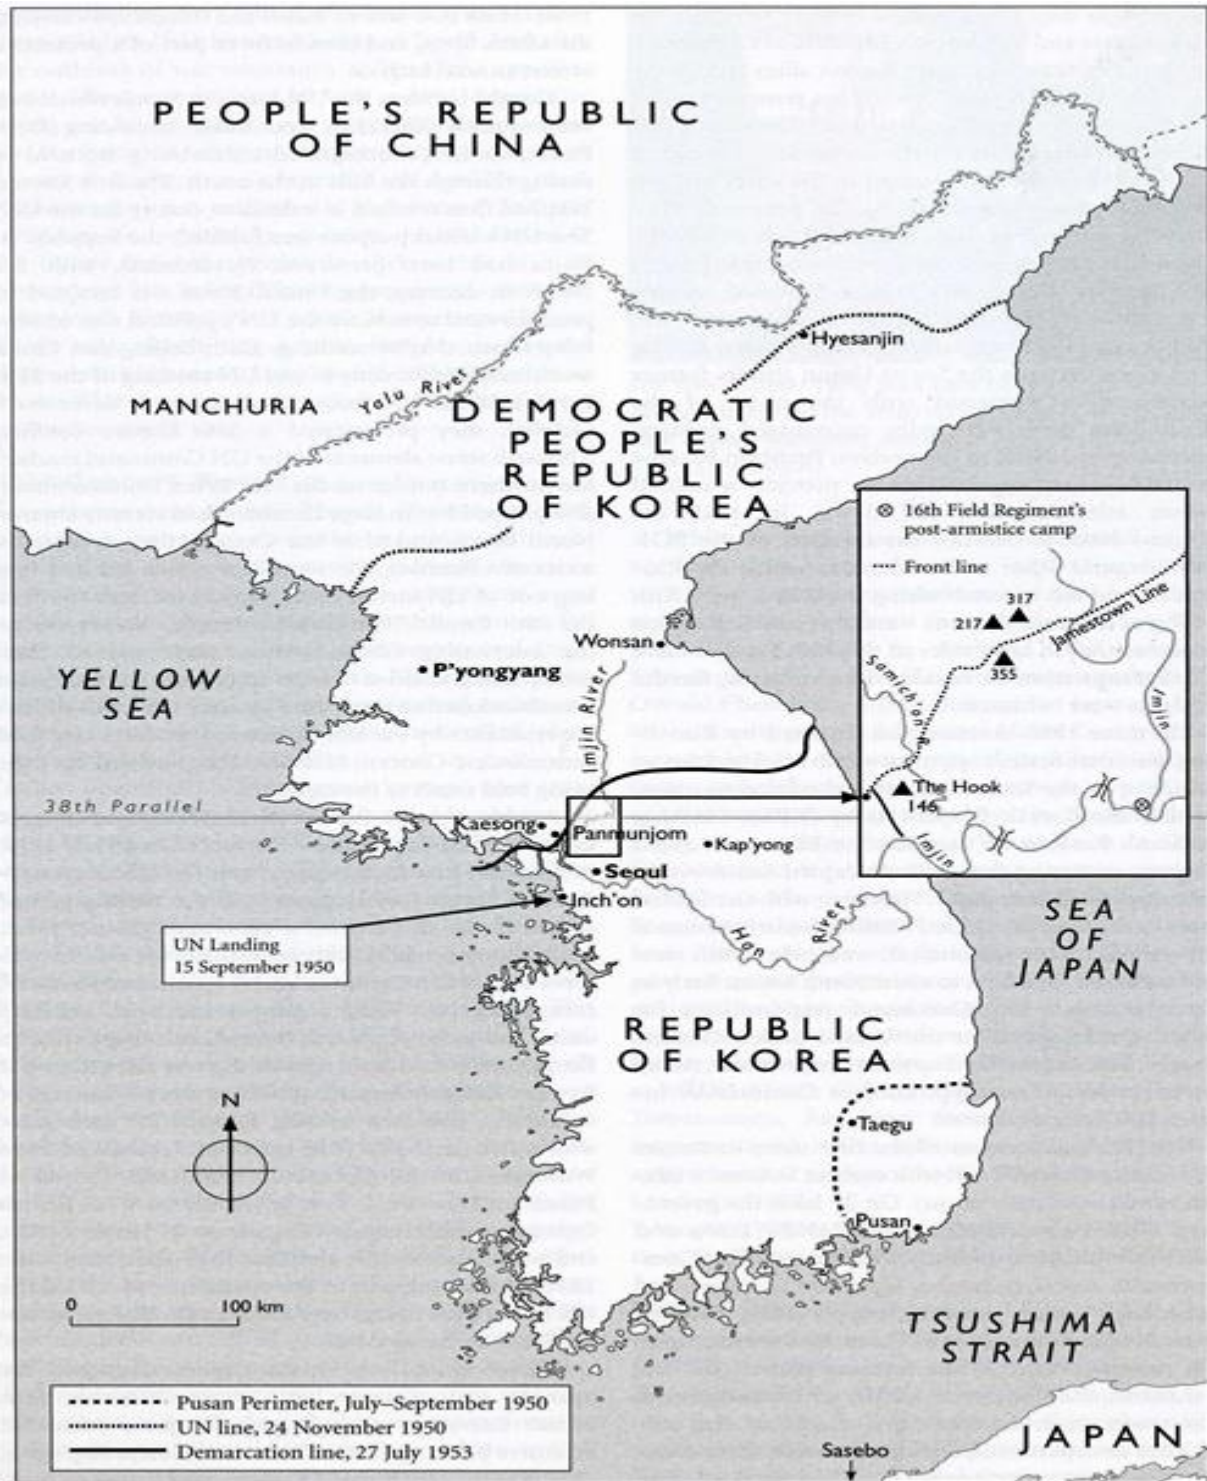 PEOPLE'S REPUBLIC
OF CHINA
Hyesanjin
MANCHURIA
Yalu River
DEMOCRATIC
PEOPLE'S
REPUBLIC
OF KOREA
16th Field Regiment's
post-armistice camp
Front line
317
217
Jamestown Line
355
Samich'on
Imjin
The Hook
146
Imjin
Wonsan
P'yongyang
YELLOW
SEA
Imjin River
38th Parallel
Kaesong
Panmunjom
Kap'yong
Seoul
Inch'on
Han River
UN Landing
15 September 1950
SEA
OF
JAPAN
REPUBLIC
OF KOREA
N
Taegu
Pusan
0 100 km
TSUSHIMA
STRAIT
Pusan Perimeter, July–September 1950
UN line, 24 November 1950
Demarcation line, 27 July 1953
JAPAN
Sasebo